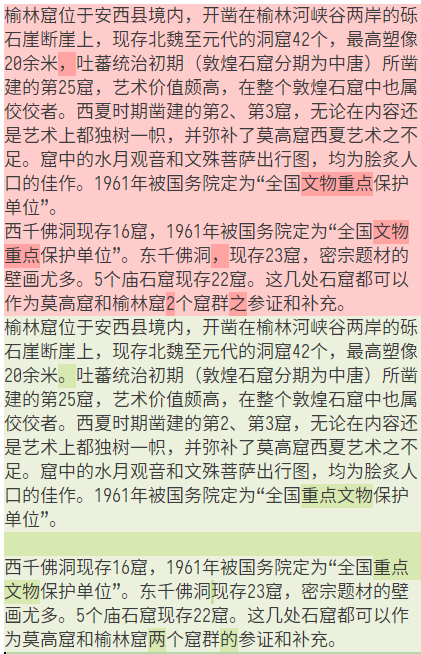 榆林窟位于安西县境内，开凿在榆林河峡谷两岸的砾
石崖断崖上，现存北魏至元代的洞窟42个，最高塑像
20余米，吐蕃统治初期（敦煌石窟分期为中唐）所凿
建的第25窟，艺术价值颇高，在整个敦煌石窟中也属
佼佼者。西夏时期凿建的第2、第3窟，无论在内容还
是艺术上都独树一帜，并弥补了莫高窟西夏艺术之不
足。窟中的水月观音和文殊菩萨出行图，均为脍炙人
口的佳作。1961年被国务院定为“全国文物重点保护
单位”。
西千佛洞现存16窟，1961年被国务院定为“全国文物
重点保护单位”。东千佛洞，现存23窟，密宗题材的
壁画尤多。5个庙石窟现存22窟。这几处石窟都可以
作为莫高窟和榆林窟2个窟群之参证和补充。
榆林窟位于安西县境内，开凿在榆林河峡谷两岸的砾
石崖断崖上，现存北魏至元代的洞窟42个，最高塑像
20余米。吐蕃统治初期（敦煌石窟分期为中唐）所凿
建的第25窟，艺术价值颇高，在整个敦煌石窟中也属
佼佼者。西夏时期凿建的第2、第3窟，无论在内容还
是艺术上都独树一帜，并弥补了莫高窟西夏艺术之不
足。窟中的水月观音和文殊菩萨出行图，均为脍炙人
口的佳作。1961年被国务院定为“全国重点文物保护
单位”。
西千佛洞现存16窟，1961年被国务院定为“全国重点
文物保护单位”。东千佛洞现存23窟，密宗题材的壁
画尤多。5个庙石窟现存22窟。这几处石窟都可以作
为莫高窟和榆林窟两个窟群的参证和补充。